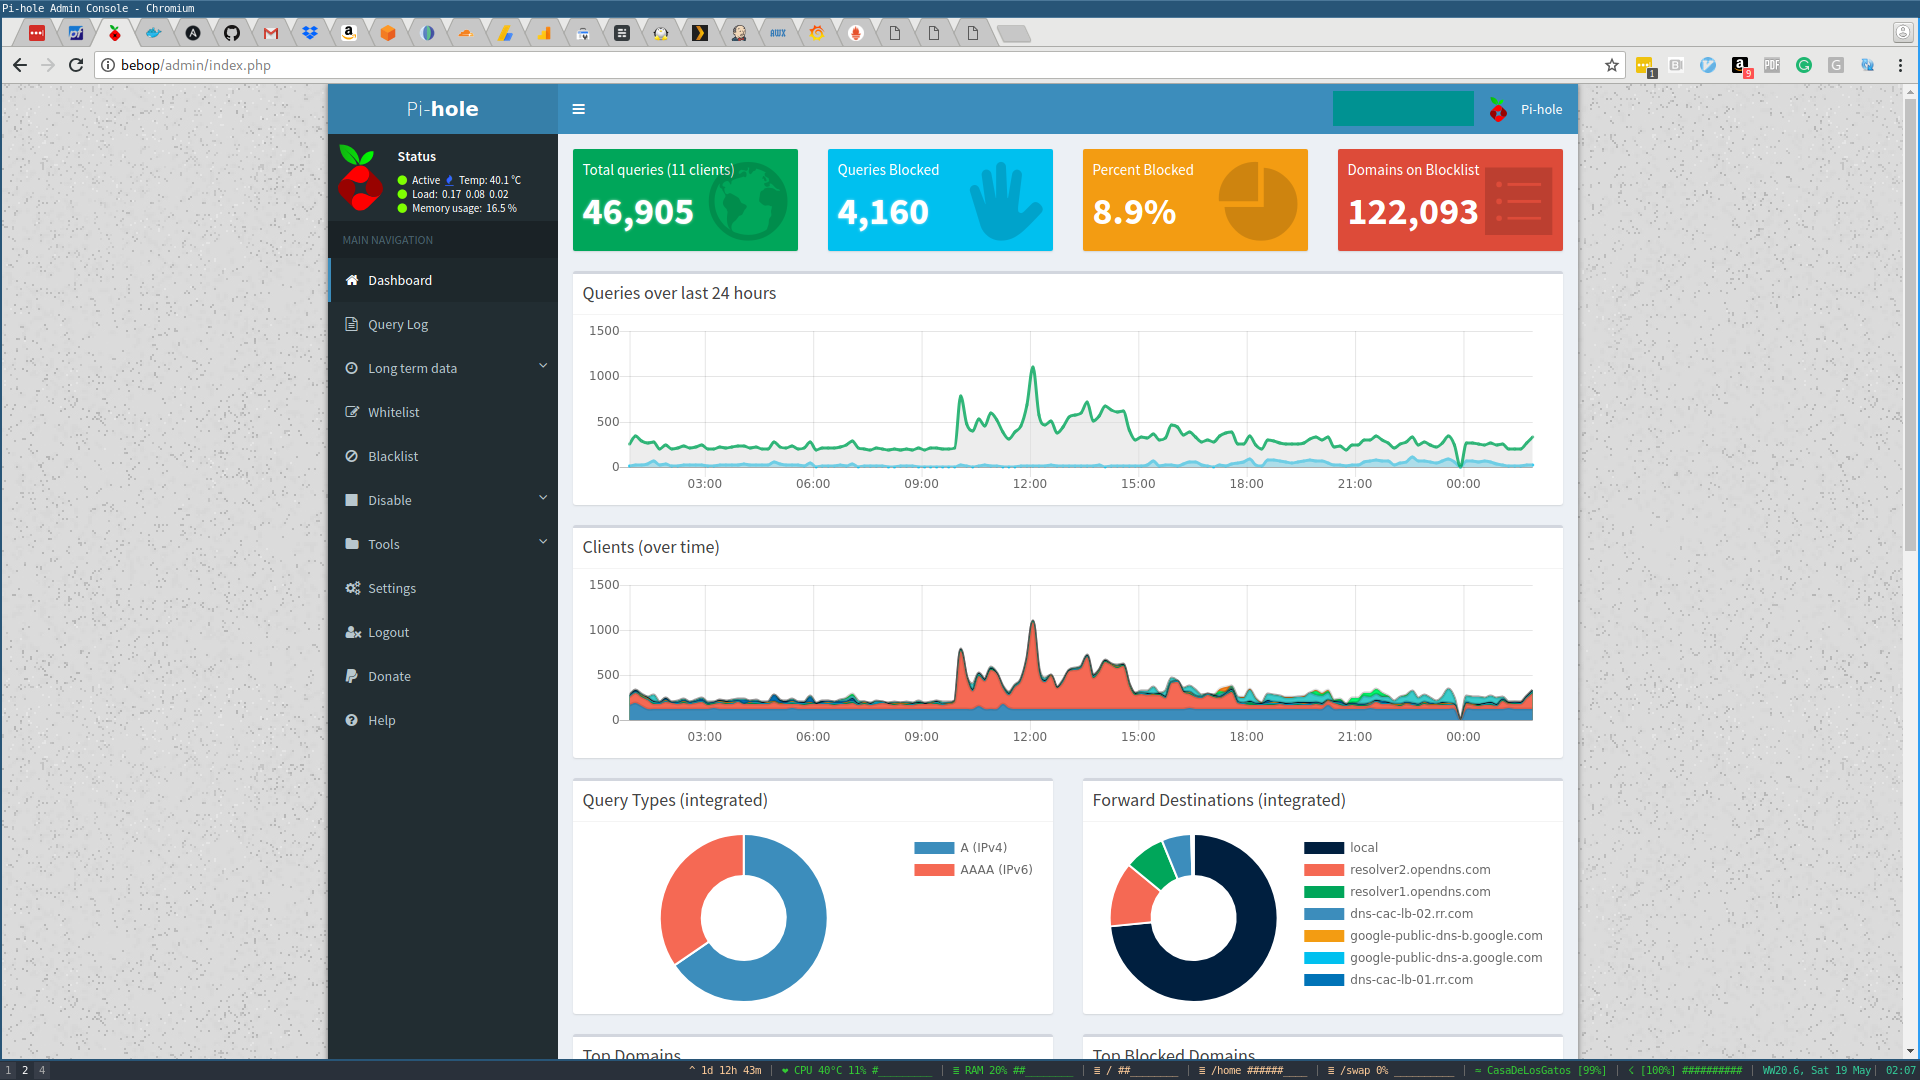 Pi-hole Admin Console - Chromium
bebop/admin/index.php
1
9
Pi-hole
Pi-hole
Status
Active Temp: 40.1 °C
Load: 0.17 0.08 0.02
Memory usage: 16.5 %
MAIN NAVIGATION
Dashboard
Query Log
Long term data
Whitelist
Blacklist
Disable
Tools
Settings
Logout
Donate
Help
Total queries (11 clients)
46,905
Queries Blocked
4,160
Percent Blocked
8.9%
Domains on Blocklist
122,093
Queries over last 24 hours
1500
1000
500
0
03:00 06:00 09:00 12:00 15:00 18:00 21:00 00:00
Clients (over time)
1500
1000
500
0
03:00 06:00 09:00 12:00 15:00 18:00 21:00 00:00
Query Types (integrated)
A (IPv4)
AAAA (IPv6)
Forward Destinations (integrated)
local
resolver2.opendns.com
resolver1.opendns.com
dns-cac-lb-02.rr.com
google-public-dns-b.google.com
google-public-dns-a.google.com
dns-cac-lb-01.rr.com
Top Domains
Top Blocked Domains
1 2 4
^ 1d 12h 43m | ❤ CPU 40°C 11% #_________ | ≣ RAM 20% ##________ | ≣ / ##________ | ≣ /home ######____ | ≣ /swap 0% __________ | ≈ CasaDeLosGatos [99%] | < [100%] ########## | WW20.6, Sat 19 May | 02:07